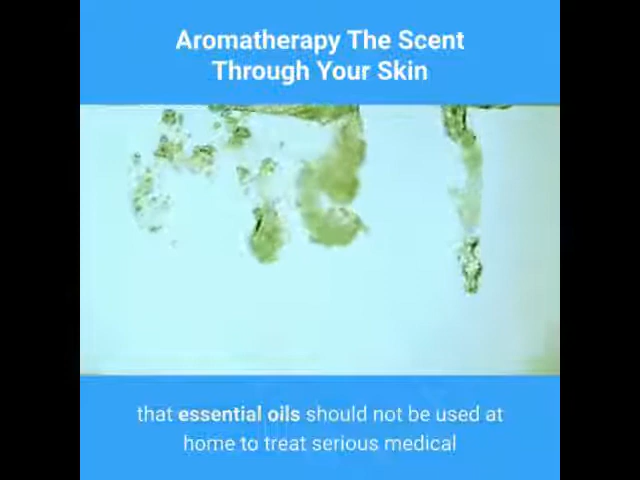 Aromatherapy The Scent
Through Your Skin
that essential oils should not be used at
home to treat serious medical